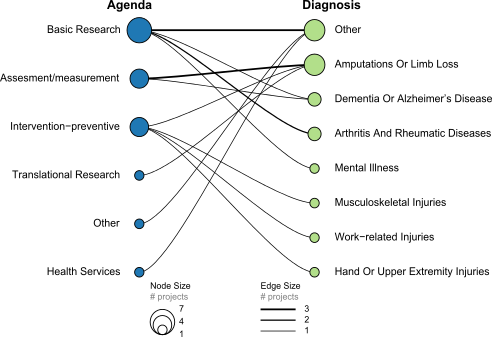 Agenda Diagnosis
Basic Research Other
Assesment/measurement Amputations Or Limb Loss
Dementia Or Alzheimer's Disease
Intervention−preventive Arthritis And Rheumatic Diseases
Translational Research Mental Illness
Musculoskeletal Injuries
Other Work−related Injuries
Health Services Hand Or Upper Extremity Injuries
Node Size Edge Size
# projects # projects
7 3
4 2
1 1